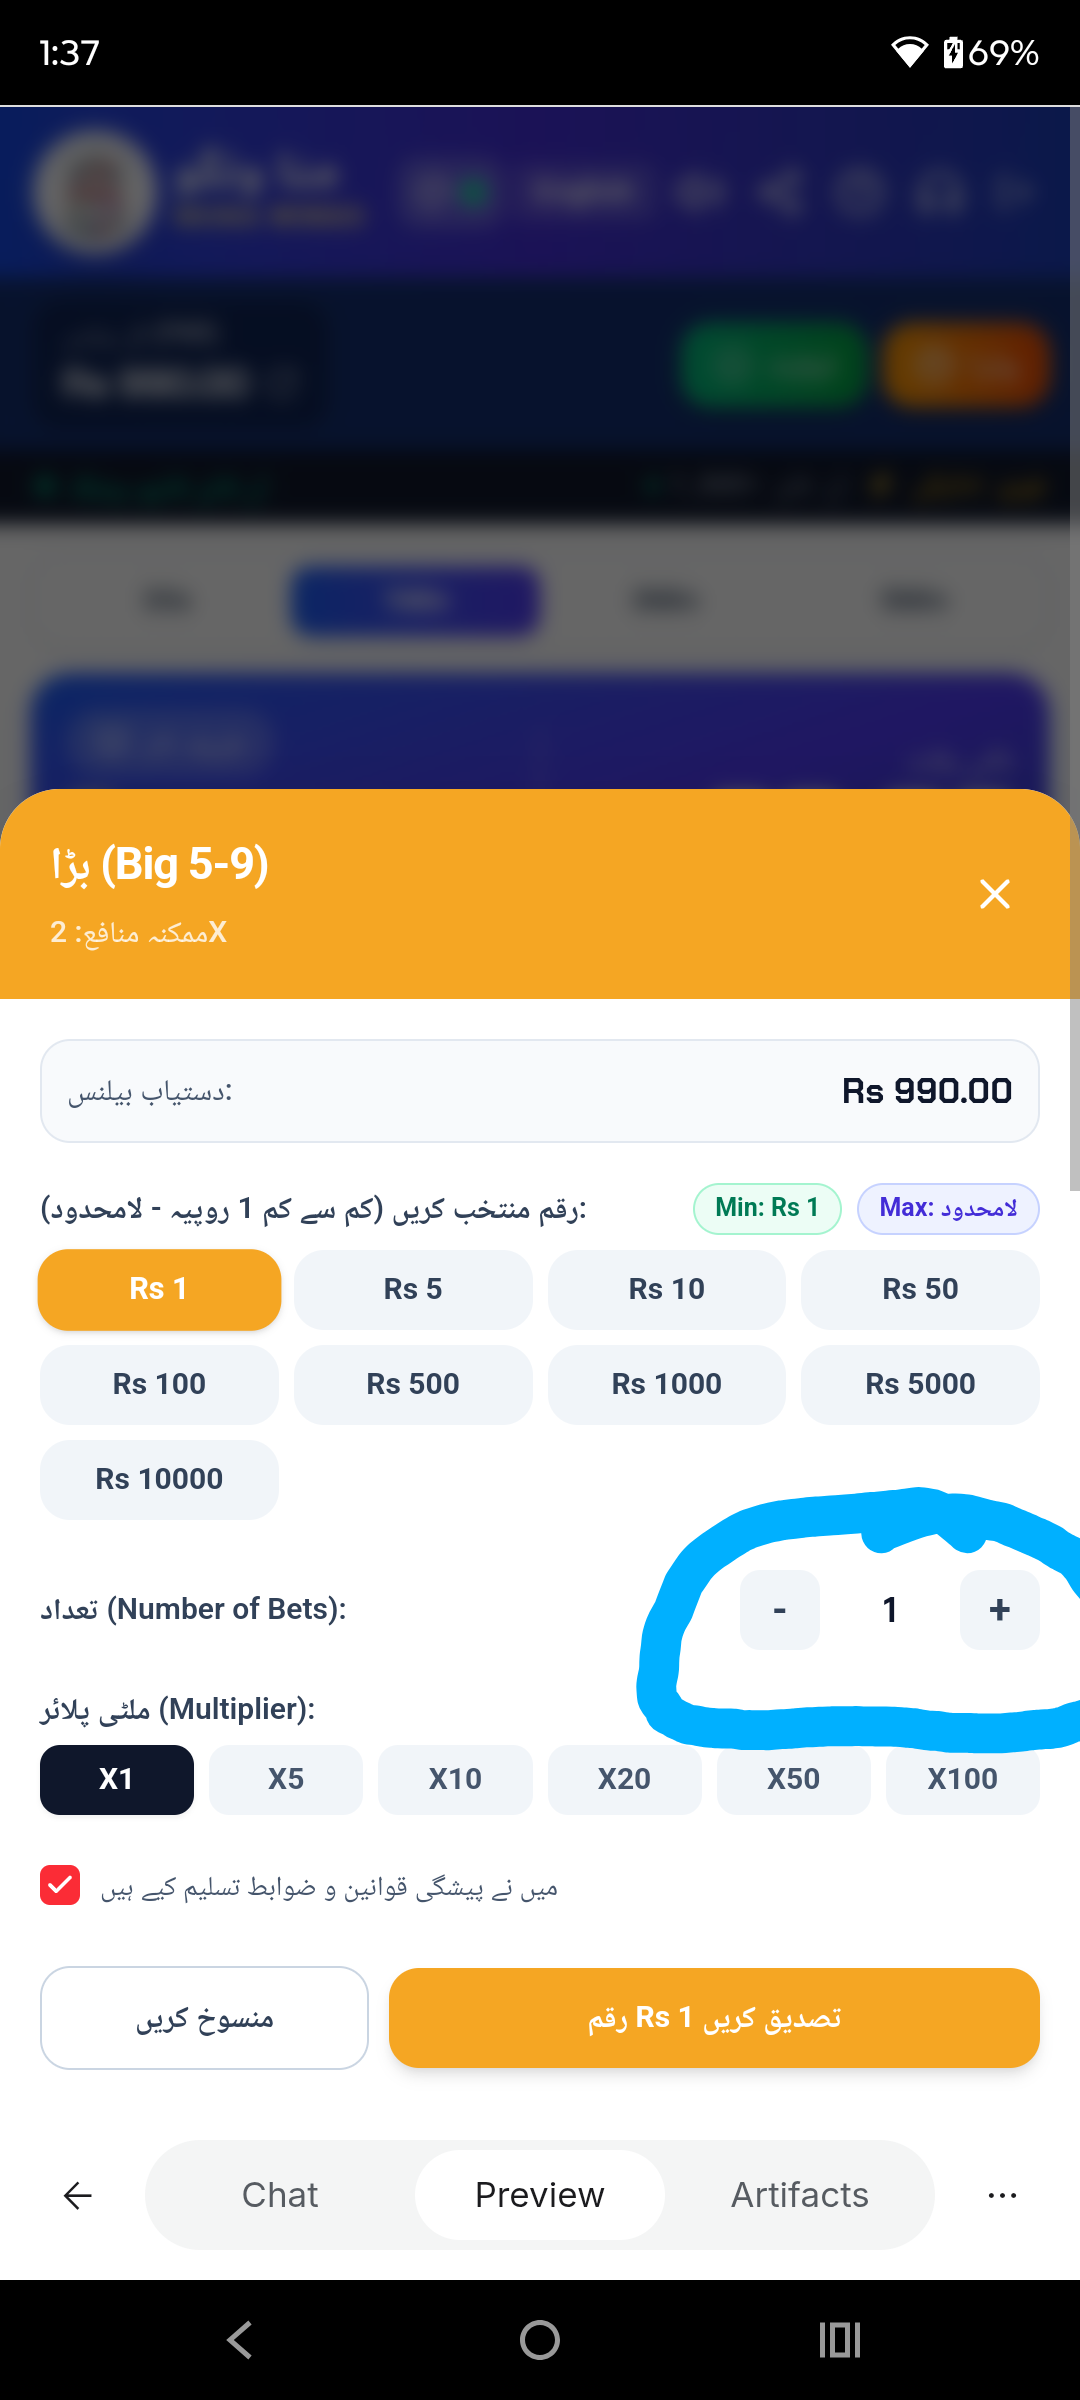 1:37 69%
بڑا (Big 5-9)
ممکنہ منافع: 2X
دستیاب بیلنس:
Rs 990.00
رقم منتخب کریں (کم سے کم 1 روپیہ - لامحدود):
Min: Rs 1
Max: لامحدود
Rs 1 Rs 5 Rs 10 Rs 50
Rs 100 Rs 500 Rs 1000 Rs 5000
Rs 10000
تعداد (Number of Bets):
- 1 +
ملٹی پلائر (Multiplier):
X1 X5 X10 X20 X50 X100
میں نے پیشگی قوانین و ضوابط تسلیم کیے ہیں
منسوخ کریں
رقم Rs 1 تصدیق کریں
Chat Preview Artifacts